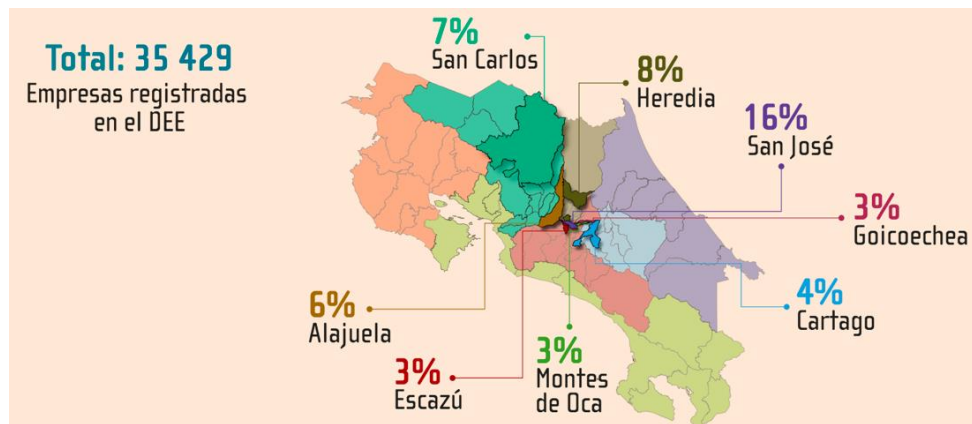 Total: 35 429
Empresas registradas
en el DEE
7%
San Carlos
8%
Heredia
16%
San José
3%
Goicoechea
4%
Cartago
6%
Alajuela
3%
Escazú
3%
Montes
de Oca